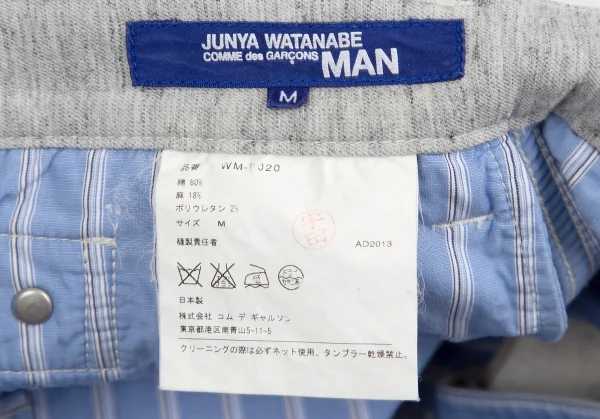 JUNYA WATANABE
COMME des GARÇONS MAN
M
品番 WM-P020
綿 80%
麻 18%
ポリウレタン 2%
サイズ M
縫製責任者 宇田 AD2013
日本製
株式会社 コム デ ギャルソン
東京都港区南青山5-11-5
クリーニングの際は必ずネット使用、タンブラー乾燥禁止。